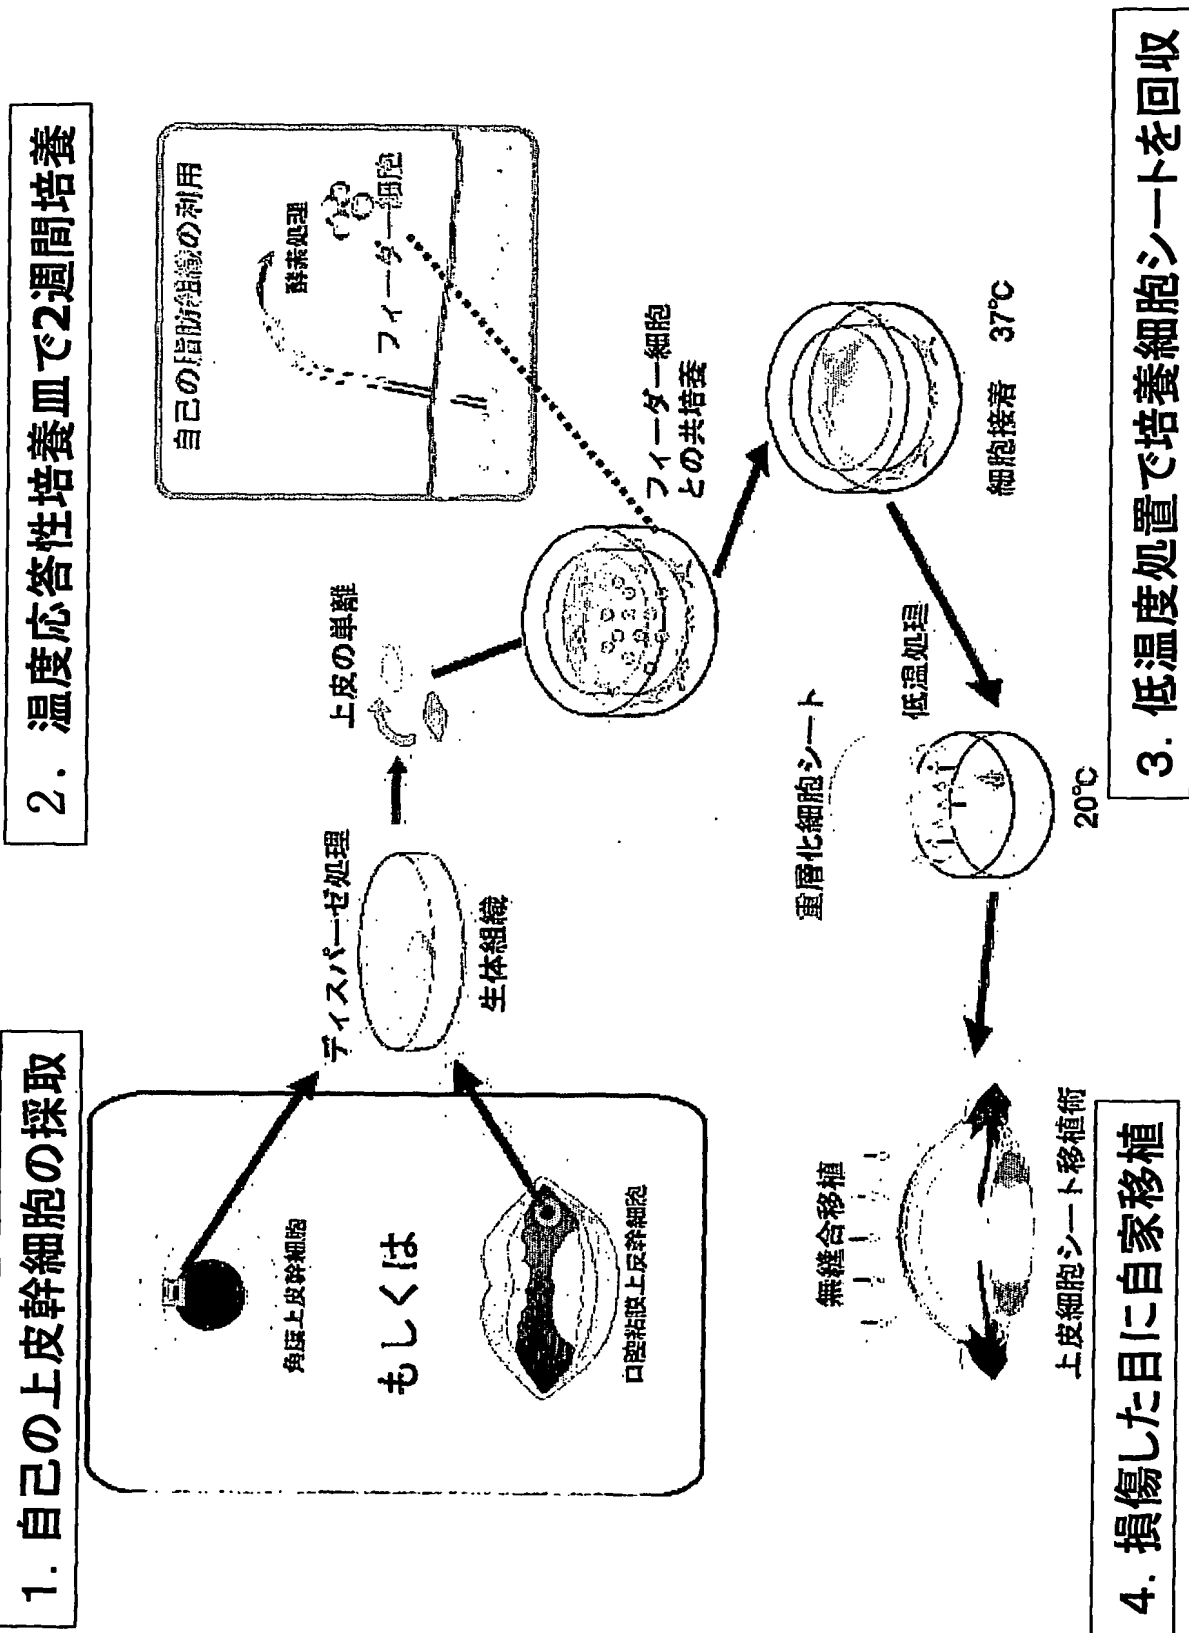 1. 自己の上皮幹細胞の採取
角膜上皮幹細胞
もしくは
口腔粘膜上皮幹細胞
ディスパーゼ処理
生体組織
上皮の単離
2. 温度応答性培養皿で2週間培養
自己の脂肪組織の利用
酵素処理
フィーダー細胞
フィーダー細胞
との共培養
細胞接着 37℃
3. 低温度処置で培養細胞シートを回収
低温処理
重層化細胞シート
20℃
4. 損傷した目に自家移植
無縫合移植
上皮細胞シート移植術